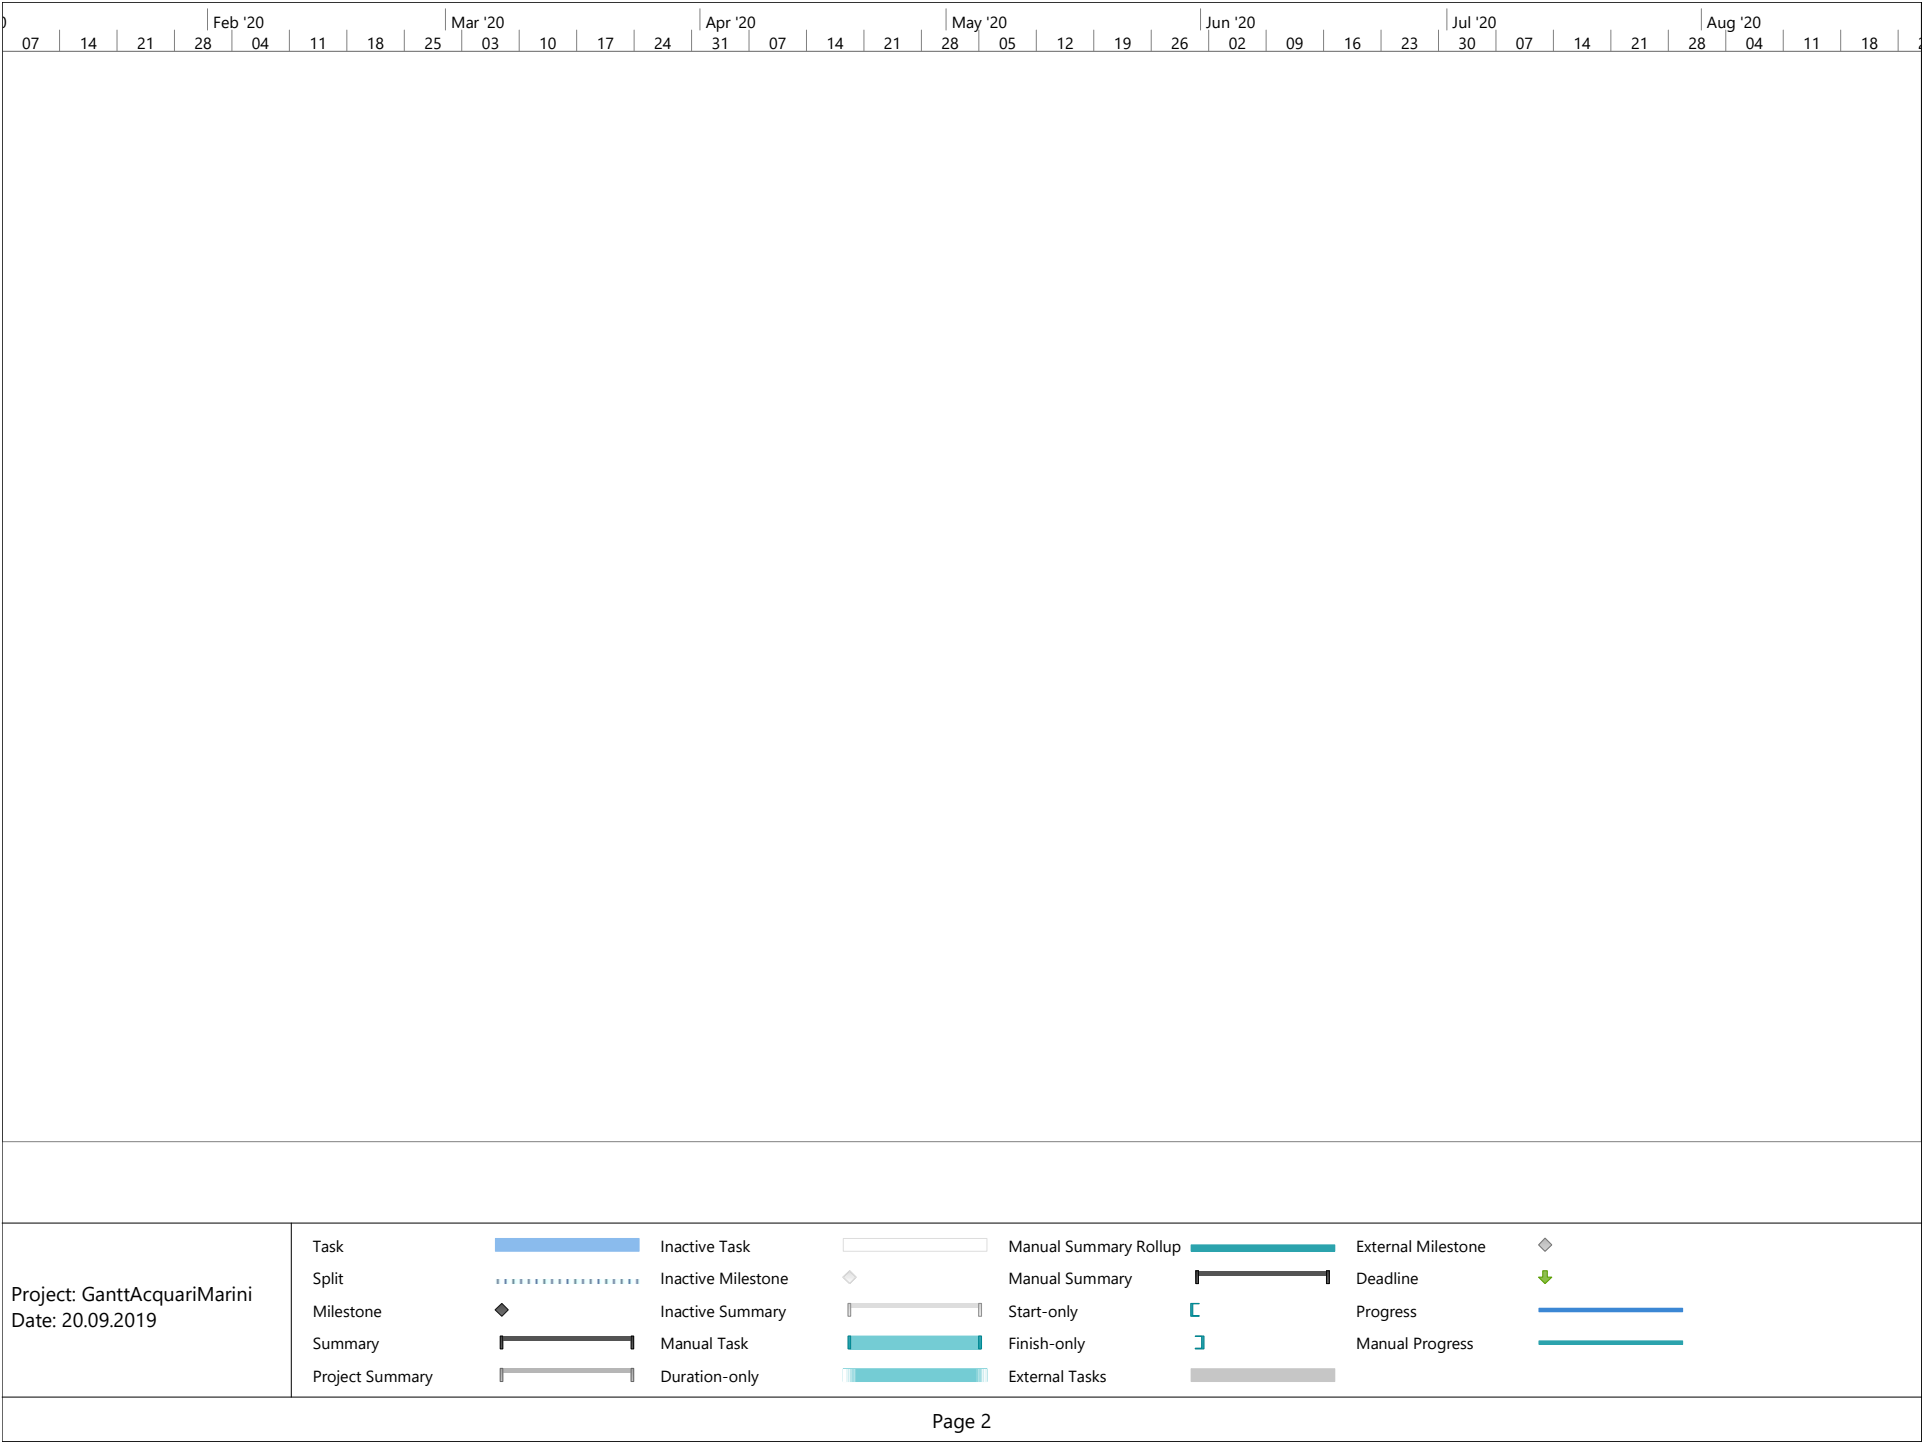 Feb '20 Mar '20 Apr '20 May '20 Jun '20 Jul '20 Aug '20
07 14 21 28 04 11 18 25 03 10 17 24 31 07 14 21 28 05 12 19 26 02 09 16 23 30 07 14 21 28 04 11 18
Project: GanttAcquariMarini
Date: 20.09.2019
Task
Split
Milestone
Summary
Project Summary
Inactive Task
Inactive Milestone
Inactive Summary
Manual Task
Duration-only
Manual Summary Rollup
Manual Summary
Start-only
Finish-only
External Tasks
External Milestone
Deadline
Progress
Manual Progress
Page 2